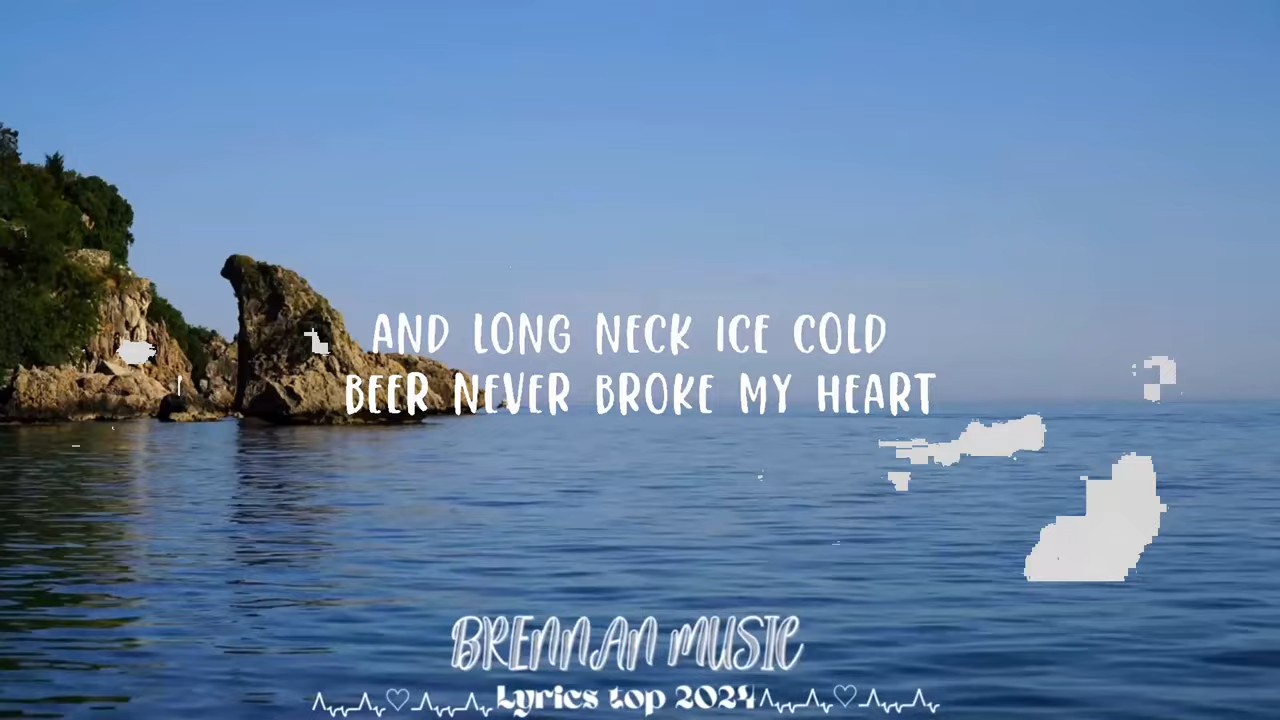 AND LONG NECK ICE COLD
BEER NEVER BROKE MY HEART
BRENNAN MUSIC
Lyrics top 2024